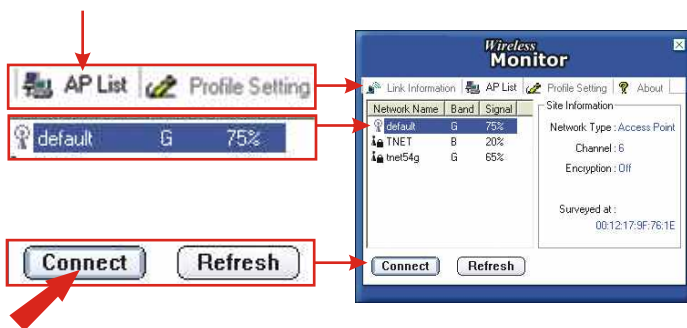 AP List Profile Setting
default G 75%
Connect Refresh
Wireless
Monitor
Link Information AP List Profile Setting About
Network Name Band Signal
default G 75%
TNET B 20%
tnet54g G 65%
Site Information
Network Type : Access Point
Channel : 6
Encryption : Off
Surveyed at :
00:12:17:9F:76:1E
Connect Refresh